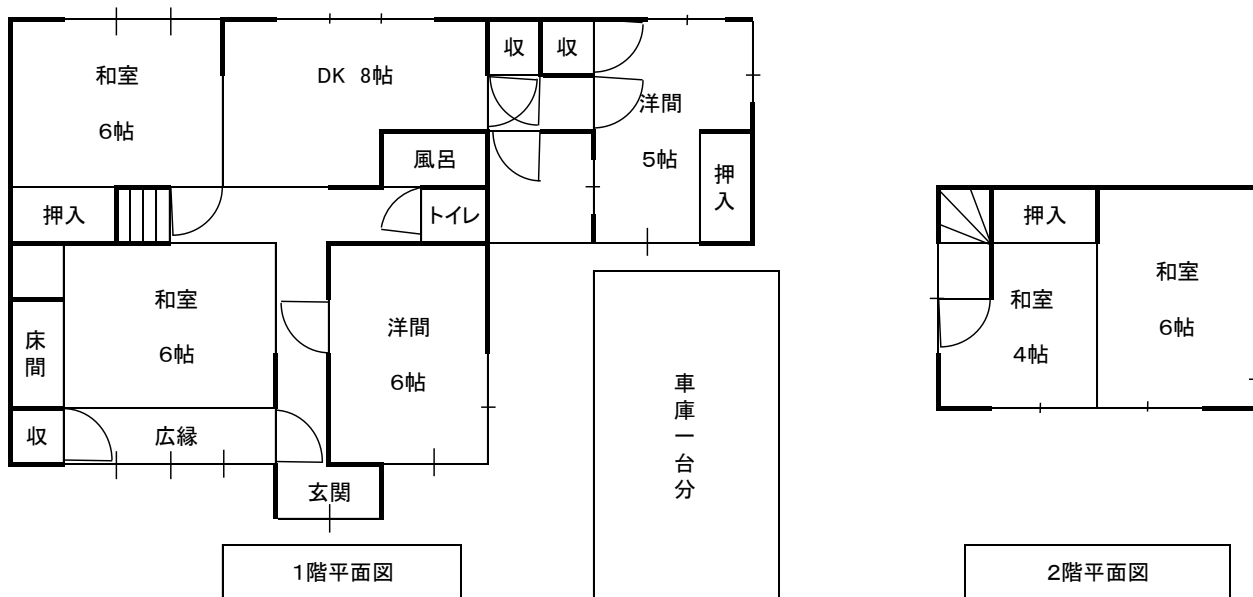 和室
6帖
DK 8帖
収
収
洋間
5帖
押入
風呂
トイレ
押入
和室
6帖
床間
収
広縁
洋間
6帖
玄関
車庫一台分
1階平面図
押入
和室
4帖
和室
6帖
2階平面図